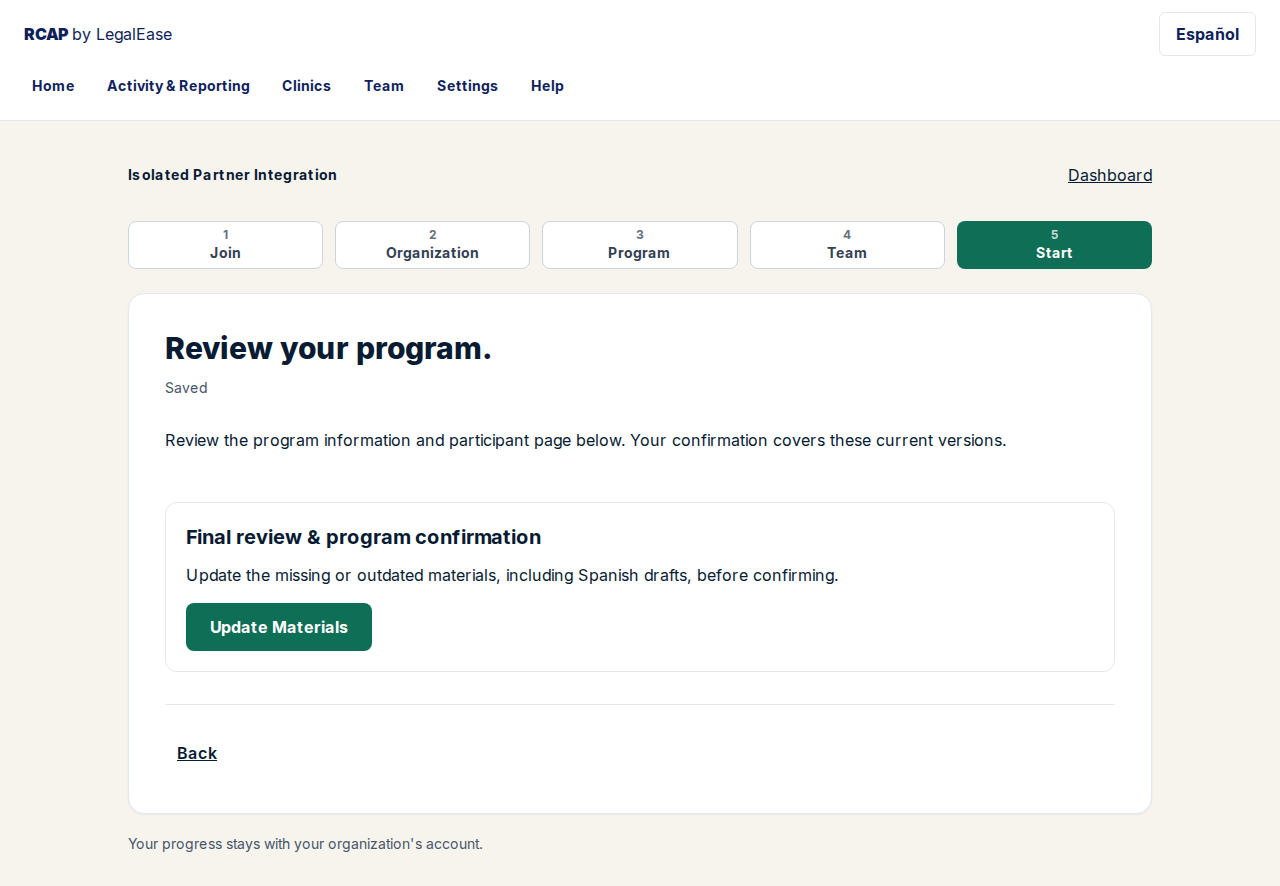 RCAP by LegalEase
Español
Home
Activity & Reporting
Clinics
Team
Settings
Help
Isolated Partner Integration
Dashboard
1
Join
2
Organization
3
Program
4
Team
5
Start
Review your program.
Saved
Review the program information and participant page below. Your confirmation covers these current versions.
Final review & program confirmation
Update the missing or outdated materials, including Spanish drafts, before confirming.
Update Materials
Back
Your progress stays with your organization's account.